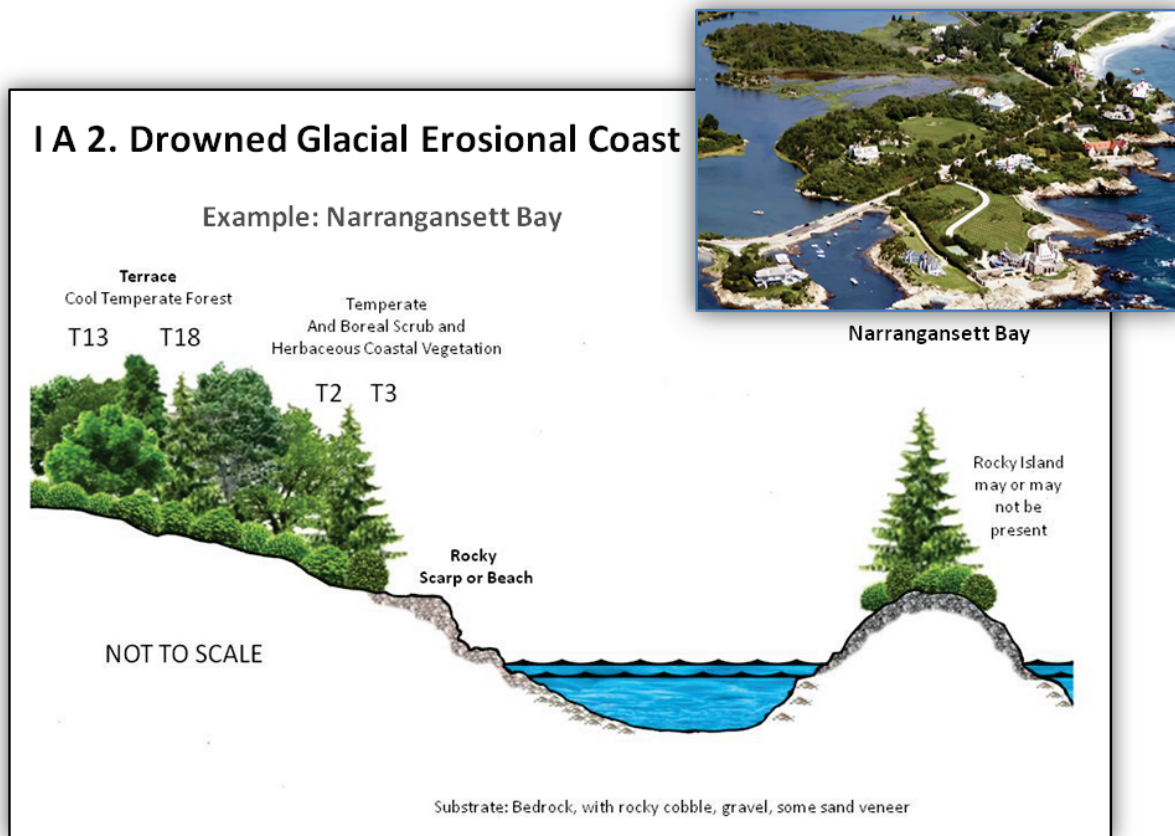 I A 2. Drowned Glacial Erosional Coast
Example: Narrangansett Bay
Terrace
Cool Temperate Forest
T13 T18
Temperate
And Boreal Scrub and
Herbaceous Coastal Vegetation
T2 T3
Narrangansett Bay
Rocky Island
may or may
not be
present
Rocky
Scarp or Beach
NOT TO SCALE
Substrate: Bedrock, with rocky cobble, gravel, some sand veneer